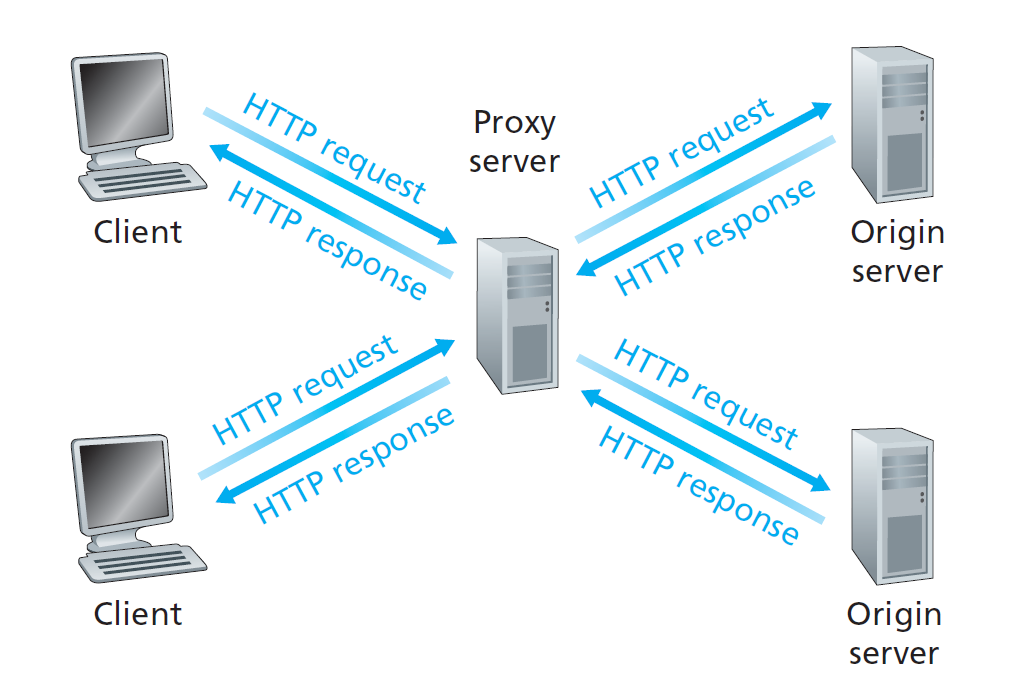 Client
HTTP request
HTTP response
Proxy
server
HTTP request
HTTP response
Origin
server
Client
HTTP request
HTTP response
HTTP request
HTTP response
Origin
server